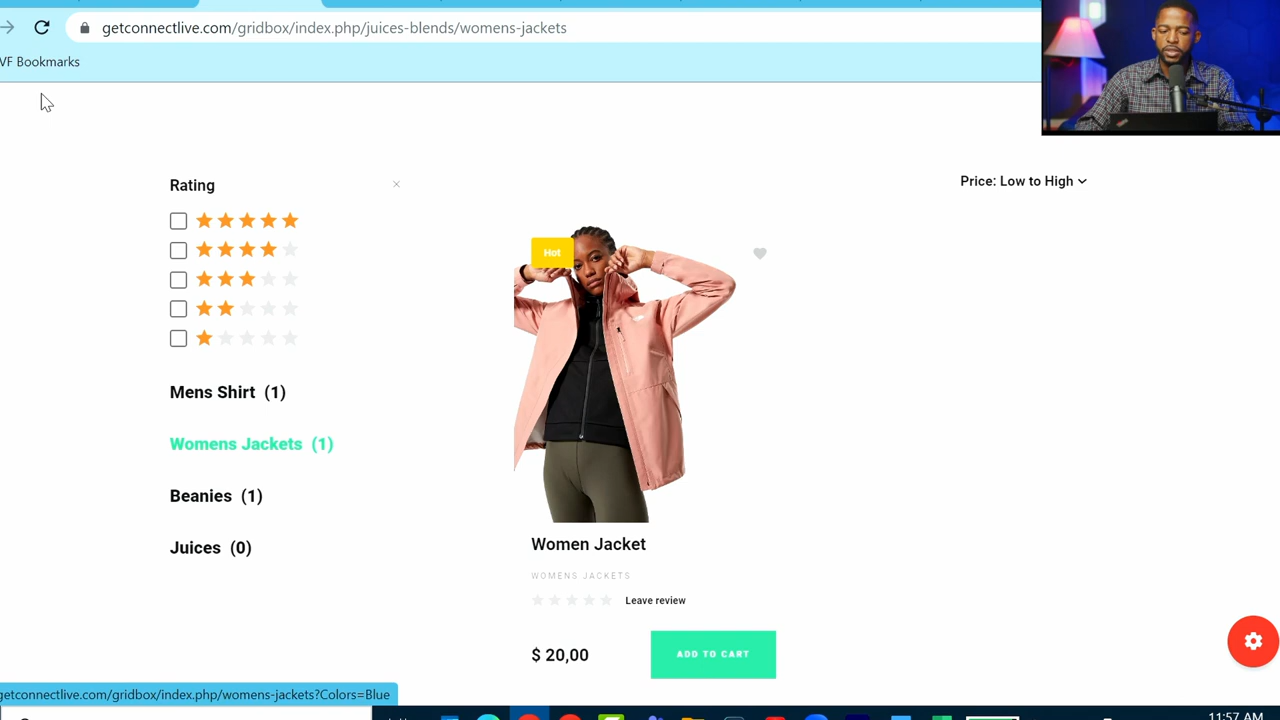 getconnectlive.com/gridbox/index.php/juices-blends/womens-jackets
VF Bookmarks
Rating
Price: Low to High
Hot
Mens Shirt (1)
Womens Jackets (1)
Beanies (1)
Juices (0)
Women Jacket
WOMENS JACKETS
Leave review
$ 20,00
ADD TO CART
getconnectlive.com/gridbox/index.php/womens-jackets?Colors=Blue
11:57 AM